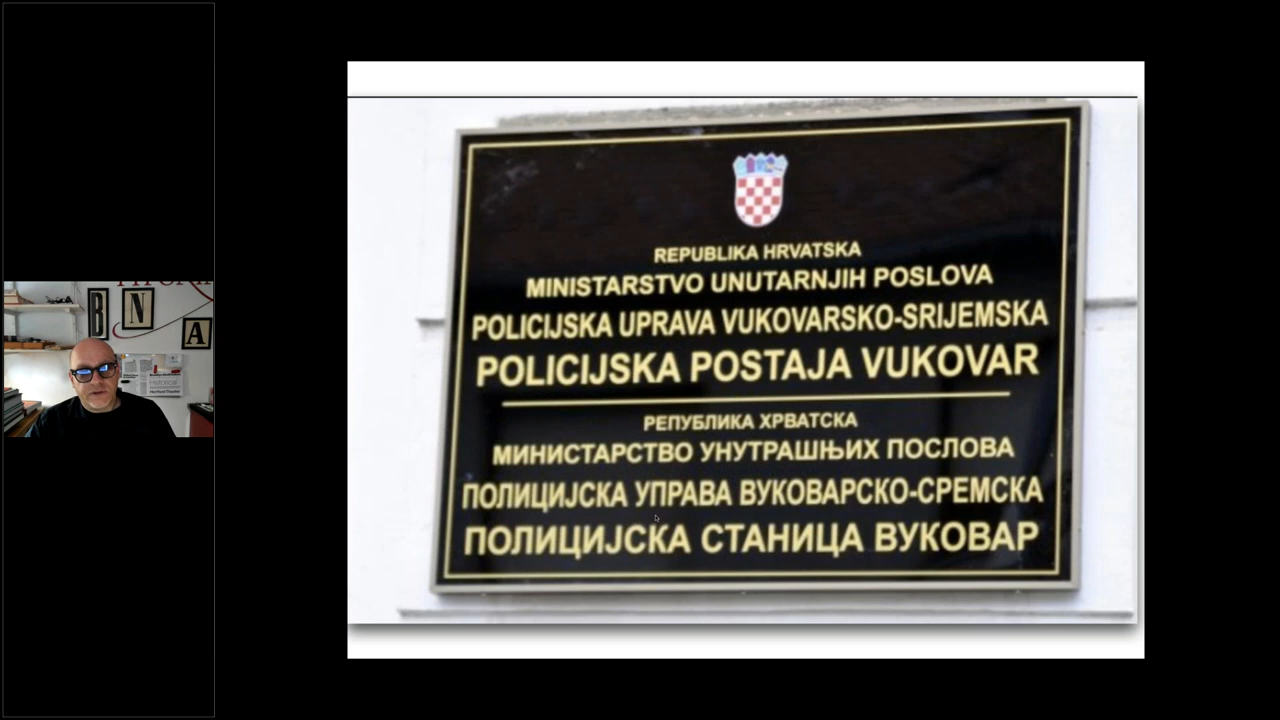 B
N
A
Historical
REPUBLIKA HRVATSKA
MINISTARSTVO UNUTARNJIH POSLOVA
POLICIJSKA UPRAVA VUKOVARSKO-SRIJEMSKA
POLICIJSKA POSTAJA VUKOVAR
РЕПУБЛИКА ХРВАТСКА
МИНИСТАРСТВО УНУТРАШЊИХ ПОСЛОВА
ПОЛИЦИЈСКА УПРАВА ВУКОВАРСКО-СРЕМСКА
ПОЛИЦИЈСКА СТАНИЦА ВУКОВАР